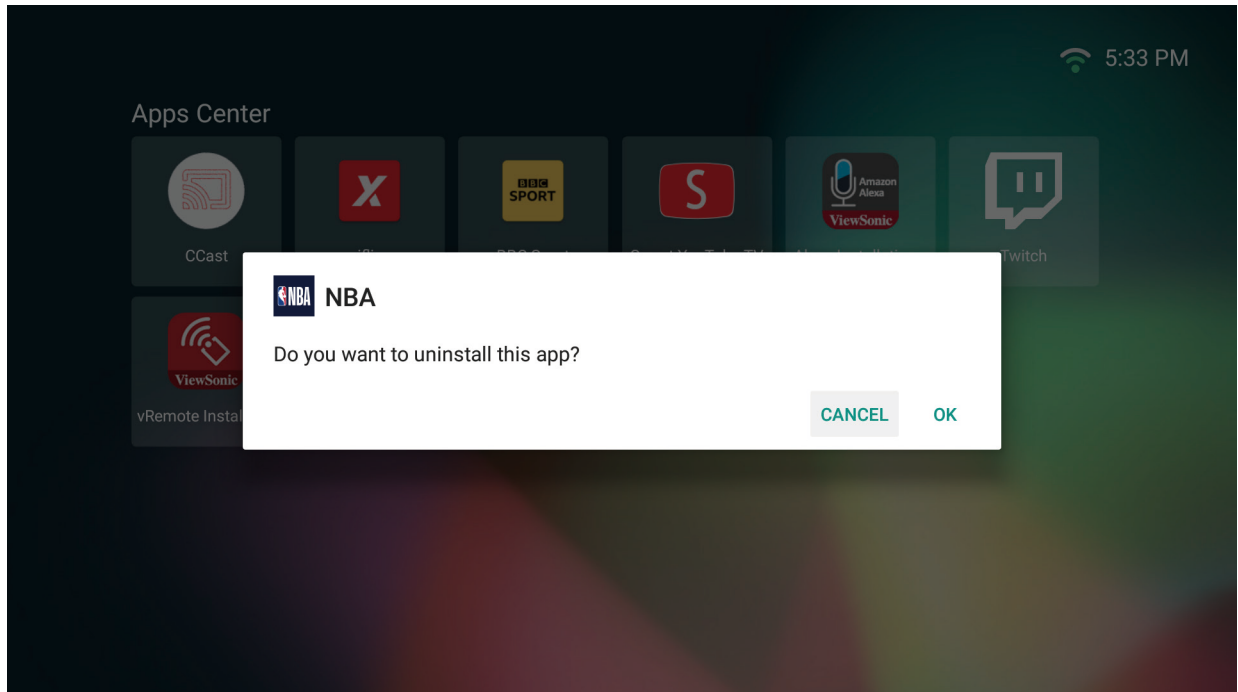 5:33 PM
Apps Center
BBC
SPORT
S
Amazon
Alexa
ViewSonic
CCast
Twitch
NBA NBA
Do you want to uninstall this app?
ViewSonic
CANCEL OK
vRemote Instal